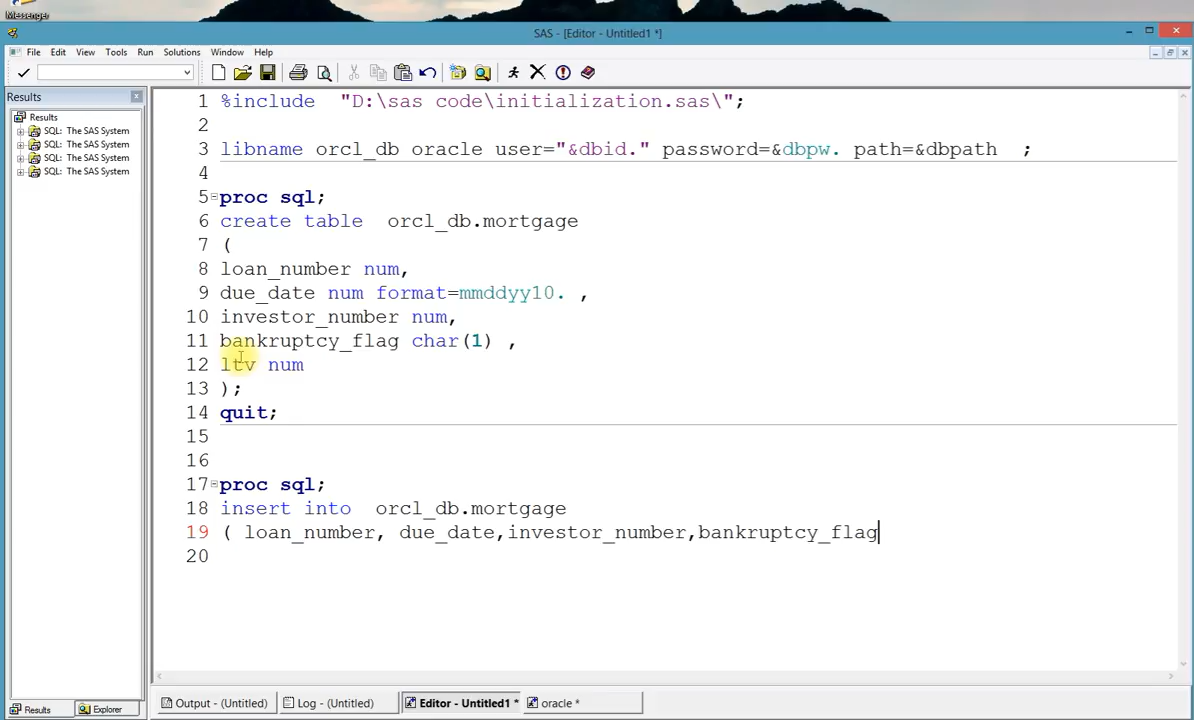 Messenger
SAS - [Editor - Untitled1 *]
File Edit View Tools Run Solutions Window Help
Results
Results
SQL: The SAS System
SQL: The SAS System
SQL: The SAS System
SQL: The SAS System
1 %include "D:\sas code\initialization.sas\";
2
3 libname orcl_db oracle user="&dbid." password=&dbpw. path=&dbpath ;
4
5 proc sql;
6 create table orcl_db.mortgage
7 (
8 loan_number num,
9 due_date num format=mmddyy10. ,
10 investor_number num,
11 bankruptcy_flag char(1) ,
12 ltv num
13 );
14 quit;
15
16
17 proc sql;
18 insert into orcl_db.mortgage
19 ( loan_number, due_date,investor_number,bankruptcy_flag
20
Results Explorer
Output - (Untitled) Log - (Untitled) Editor - Untitled1 * oracle *